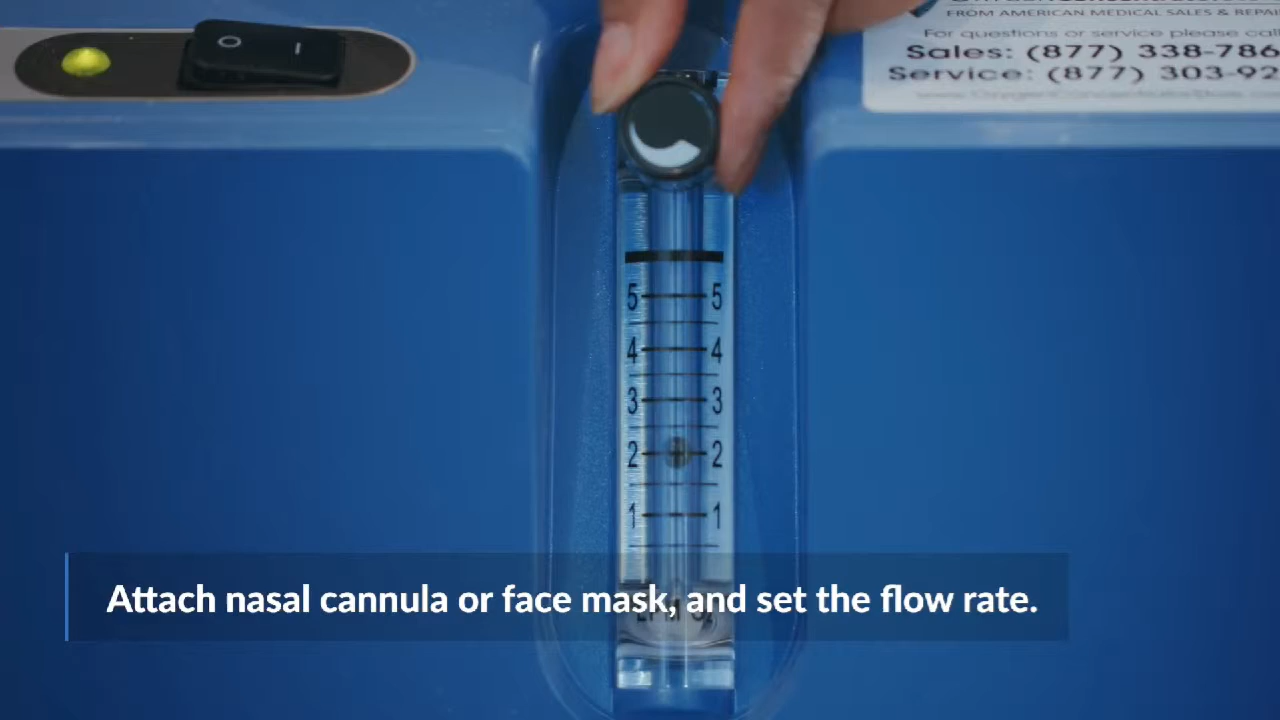 FROM AMERICAN MEDICAL SALES & REPAI
For questions or service please call
Sales: (877) 338-786
Service: (877) 303-92
5 5
4 4
3 3
2 2
1 1
Attach nasal cannula or face mask, and set the flow rate.